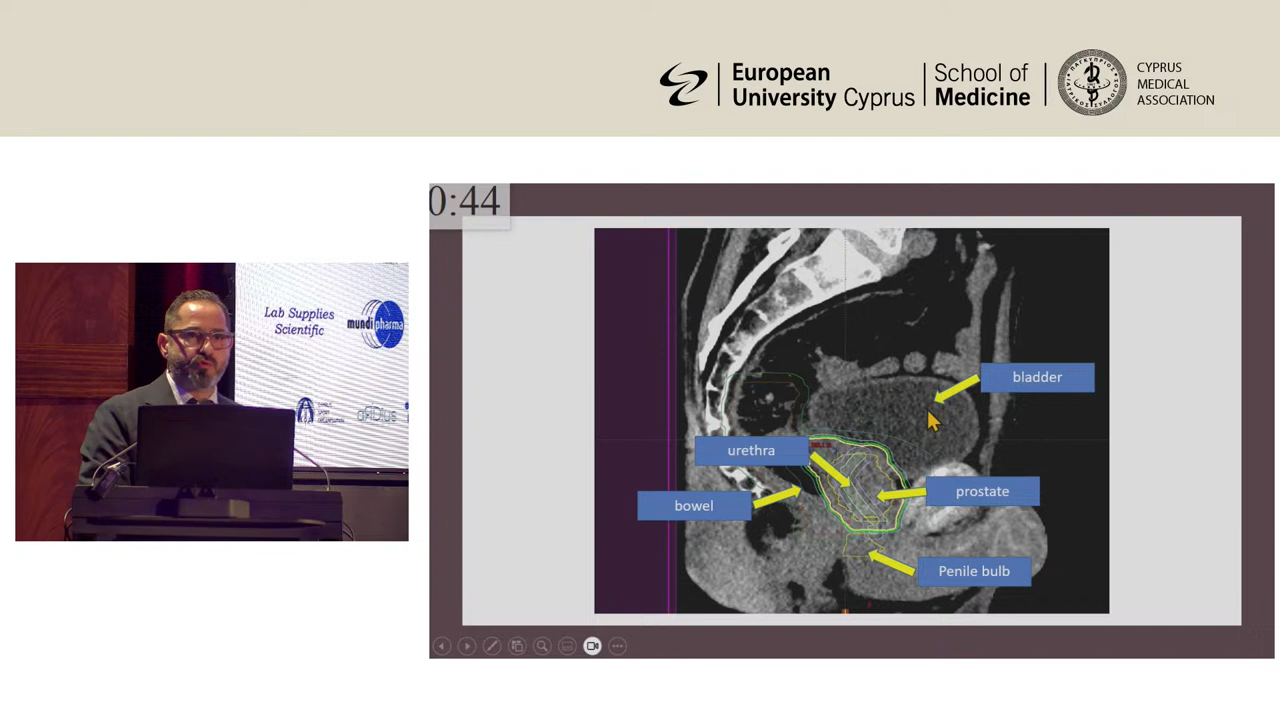 European
University Cyprus
School of
Medicine
CYPRUS
MEDICAL
ASSOCIATION
0:44
Lab Supplies
Scientific
mundipharma
bladder
urethra
prostate
bowel
Penile bulb